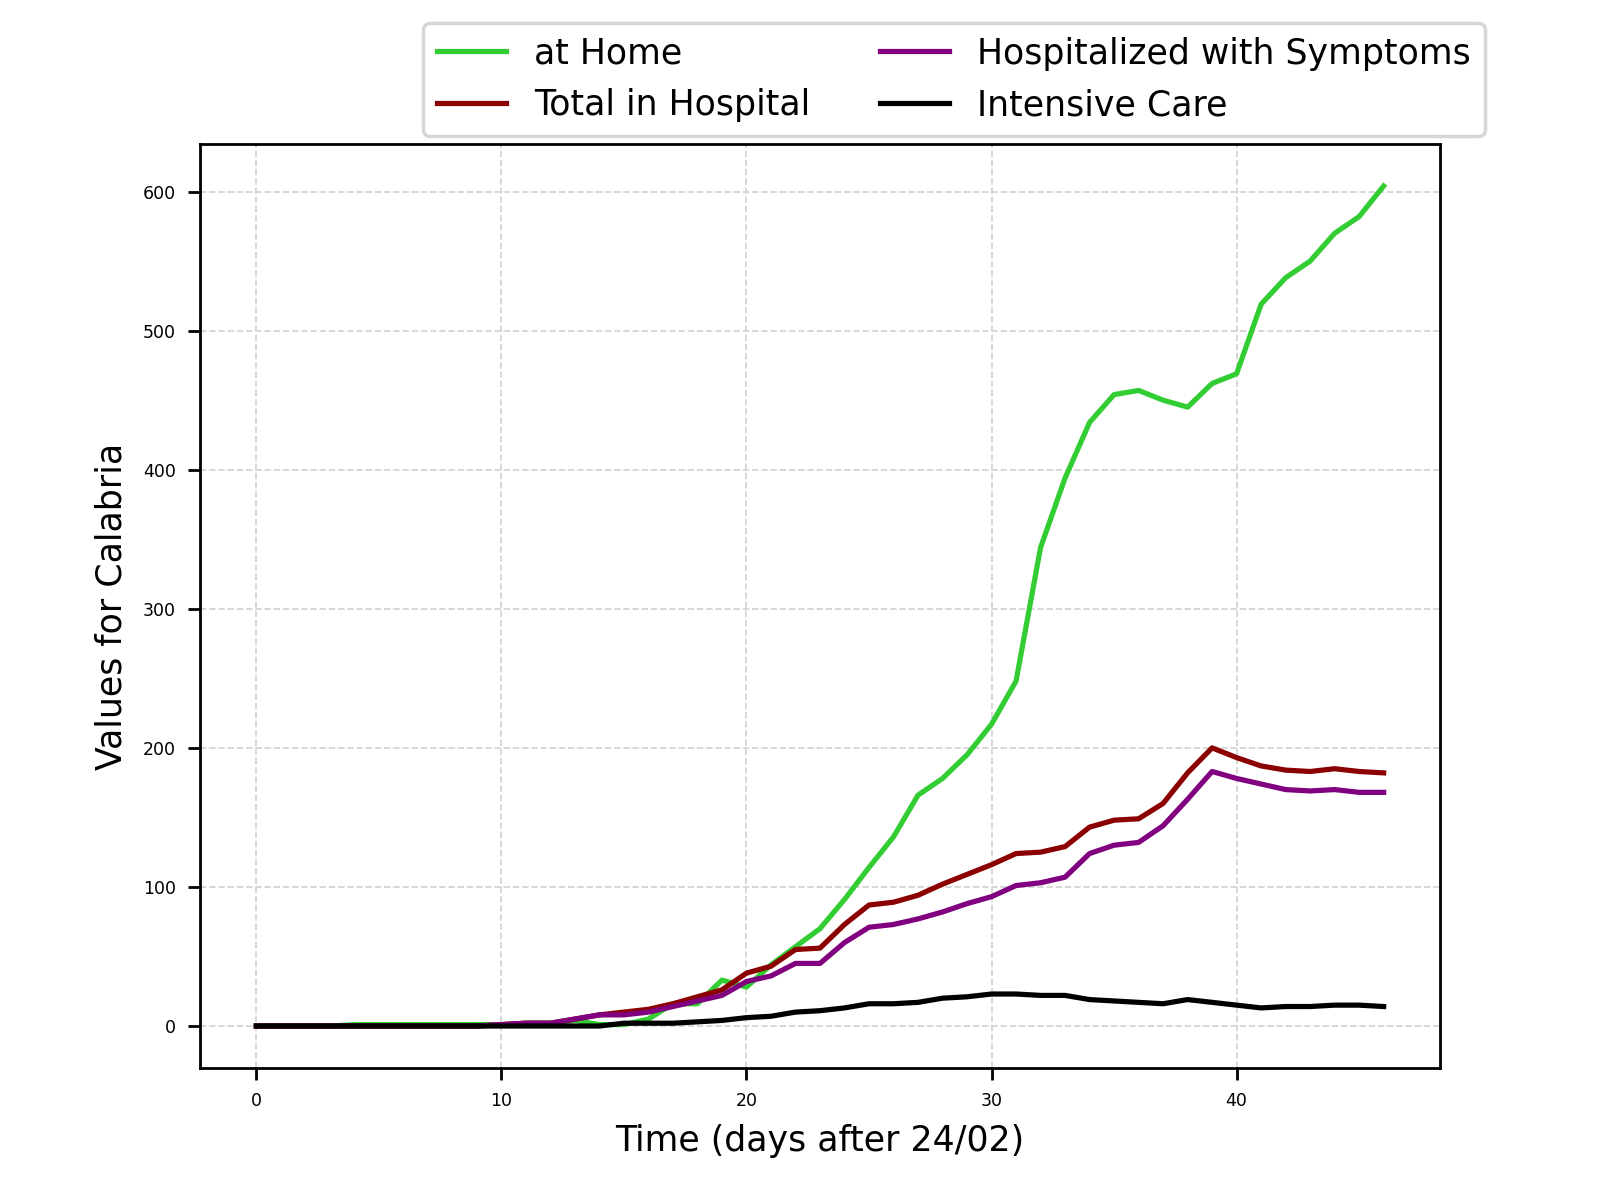 at Home
Total in Hospital
Hospitalized with Symptoms
Intensive Care
Values for Calabria
600
500
400
300
200
100
0
0 10 20 30 40
Time (days after 24/02)